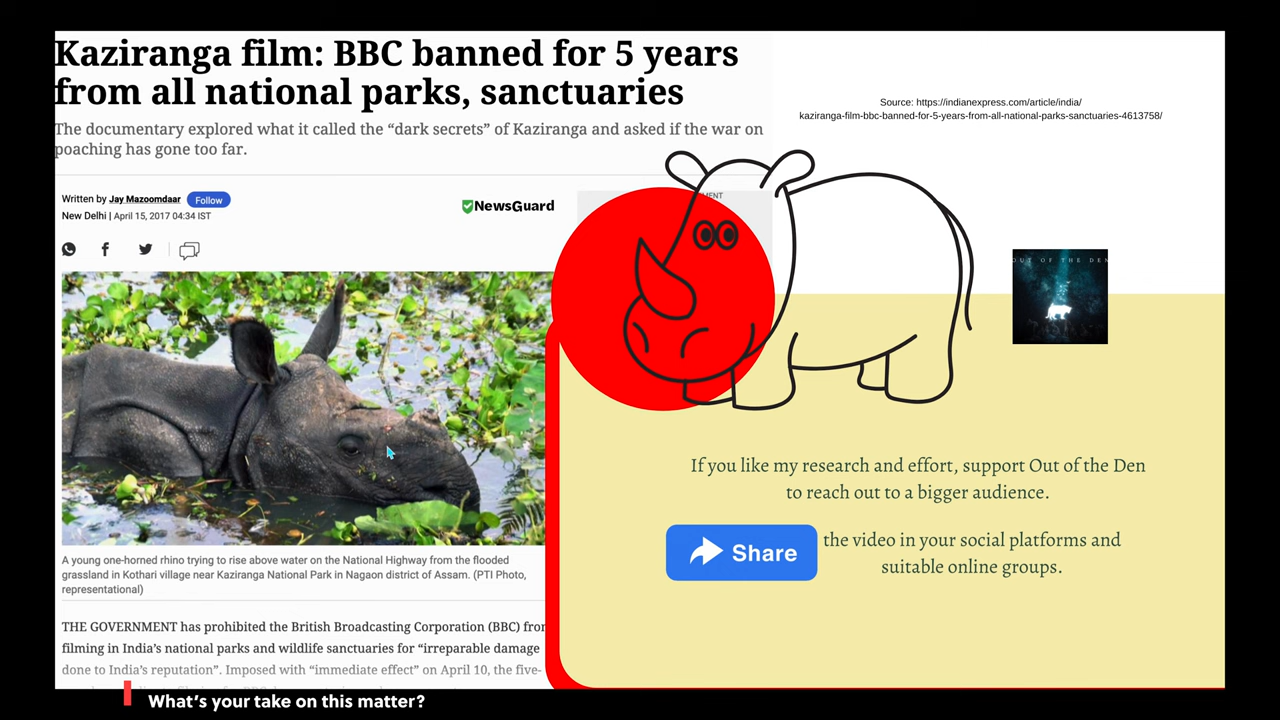 Kaziranga film: BBC banned for 5 years
from all national parks, sanctuaries
The documentary explored what it called the “dark secrets” of Kaziranga and asked if the war on
poaching has gone too far.
Written by Jay Mazoomdaar Follow
New Delhi | April 15, 2017 04:34 IST
NewsGuard
A young one-horned rhino trying to rise above water on the National Highway from the flooded
grassland in Kothari village near Kaziranga National Park in Nagaon district of Assam. (PTI Photo,
representational)
THE GOVERNMENT has prohibited the British Broadcasting Corporation (BBC) from
filming in India’s national parks and wildlife sanctuaries for “irreparable damage
done to India’s reputation”. Imposed with “immediate effect” on April 10, the five-
Source: https://indianexpress.com/article/india/
kaziranga-film-bbc-banned-for-5-years-from-all-national-parks-sanctuaries-4613758/
OUT OF THE DEN
If you like my research and effort, support Out of the Den
to reach out to a bigger audience.
Share the video in your social platforms and
suitable online groups.
What’s your take on this matter?